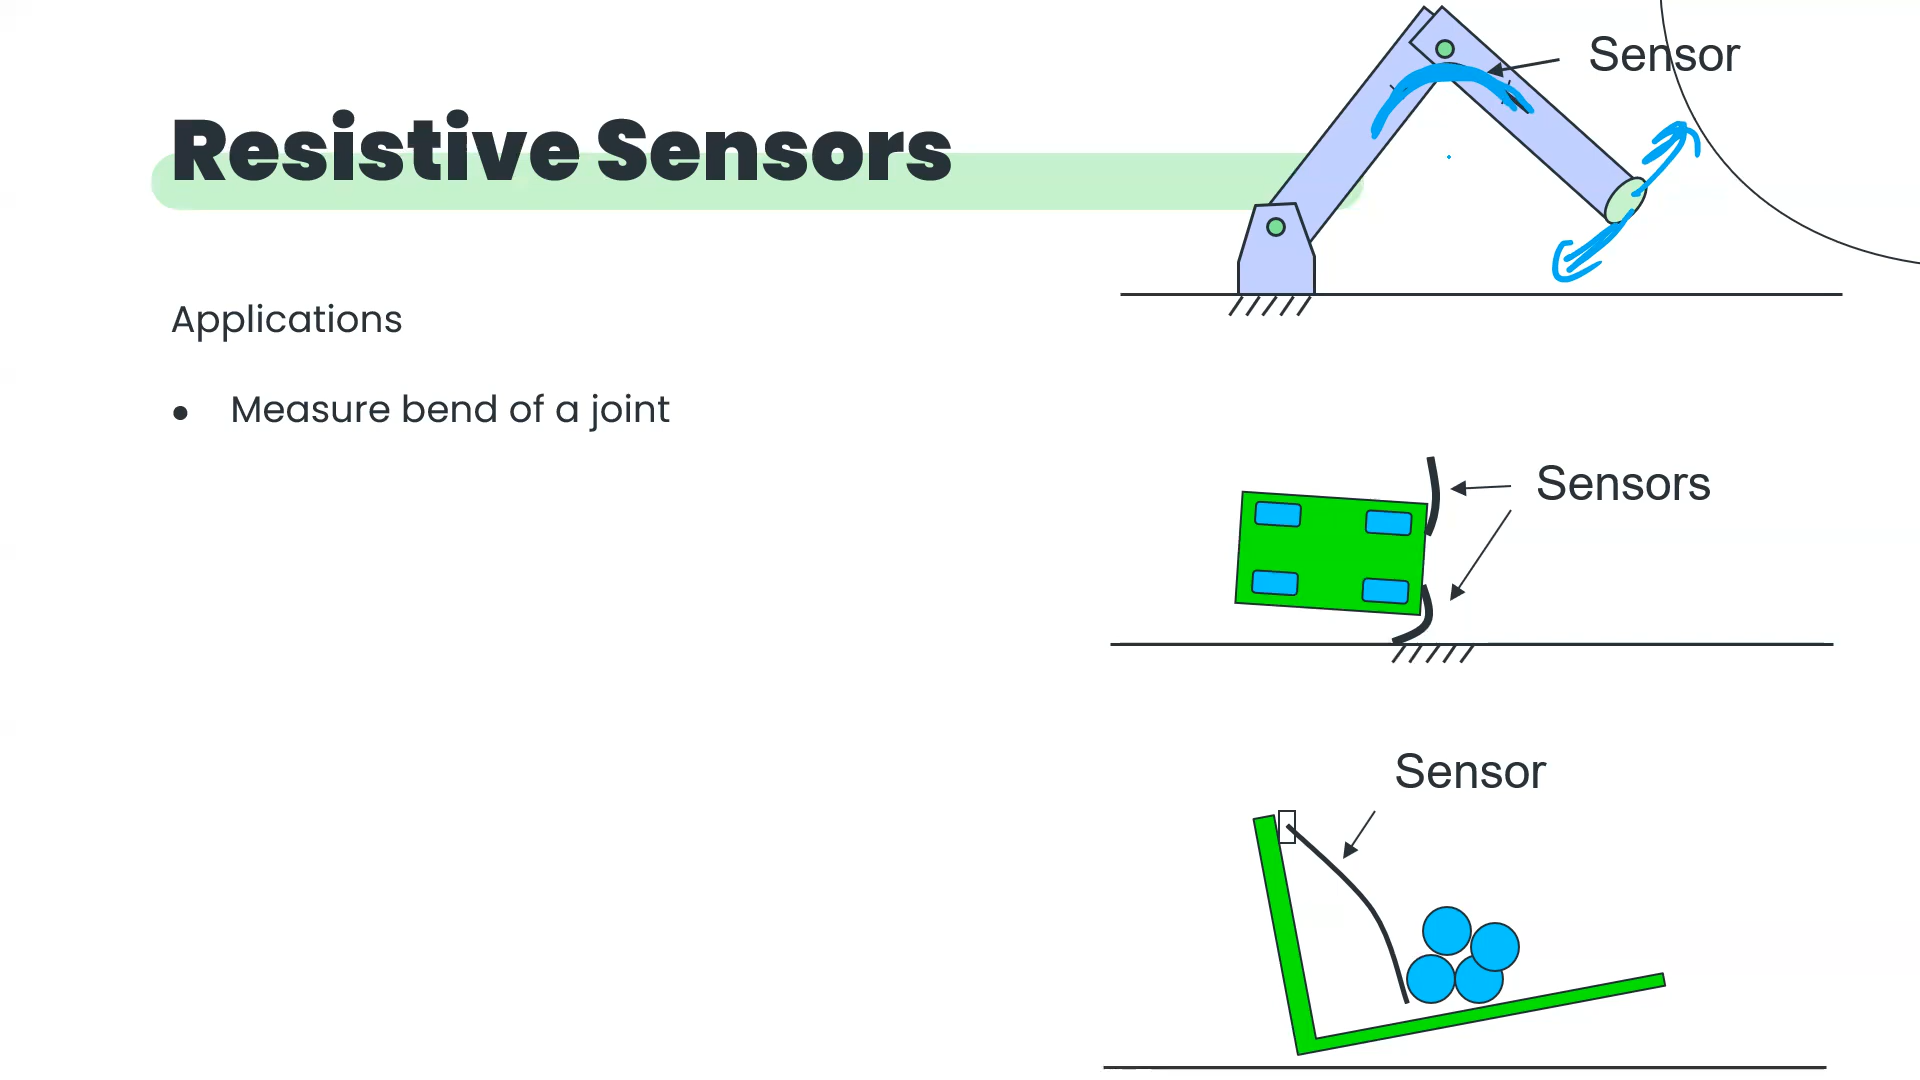 Resistive Sensors
Applications
● Measure bend of a joint
Sensor
Sensors
Sensor